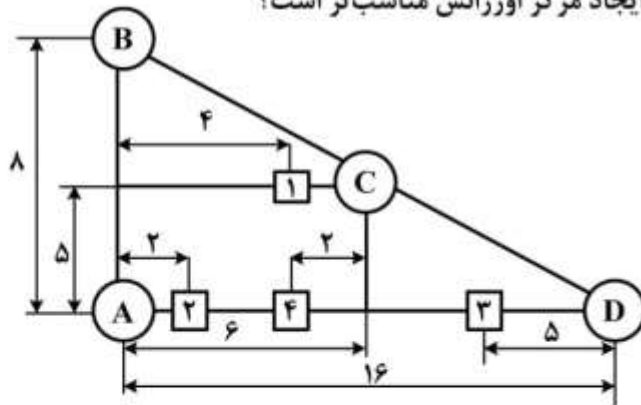 ایجاد مرکز اورژانس مناسب‌تر است؟
B
۴
۸
۱
C
۵
۲
۲
A
۲
۴
۳
D
۶
۵
۱۶